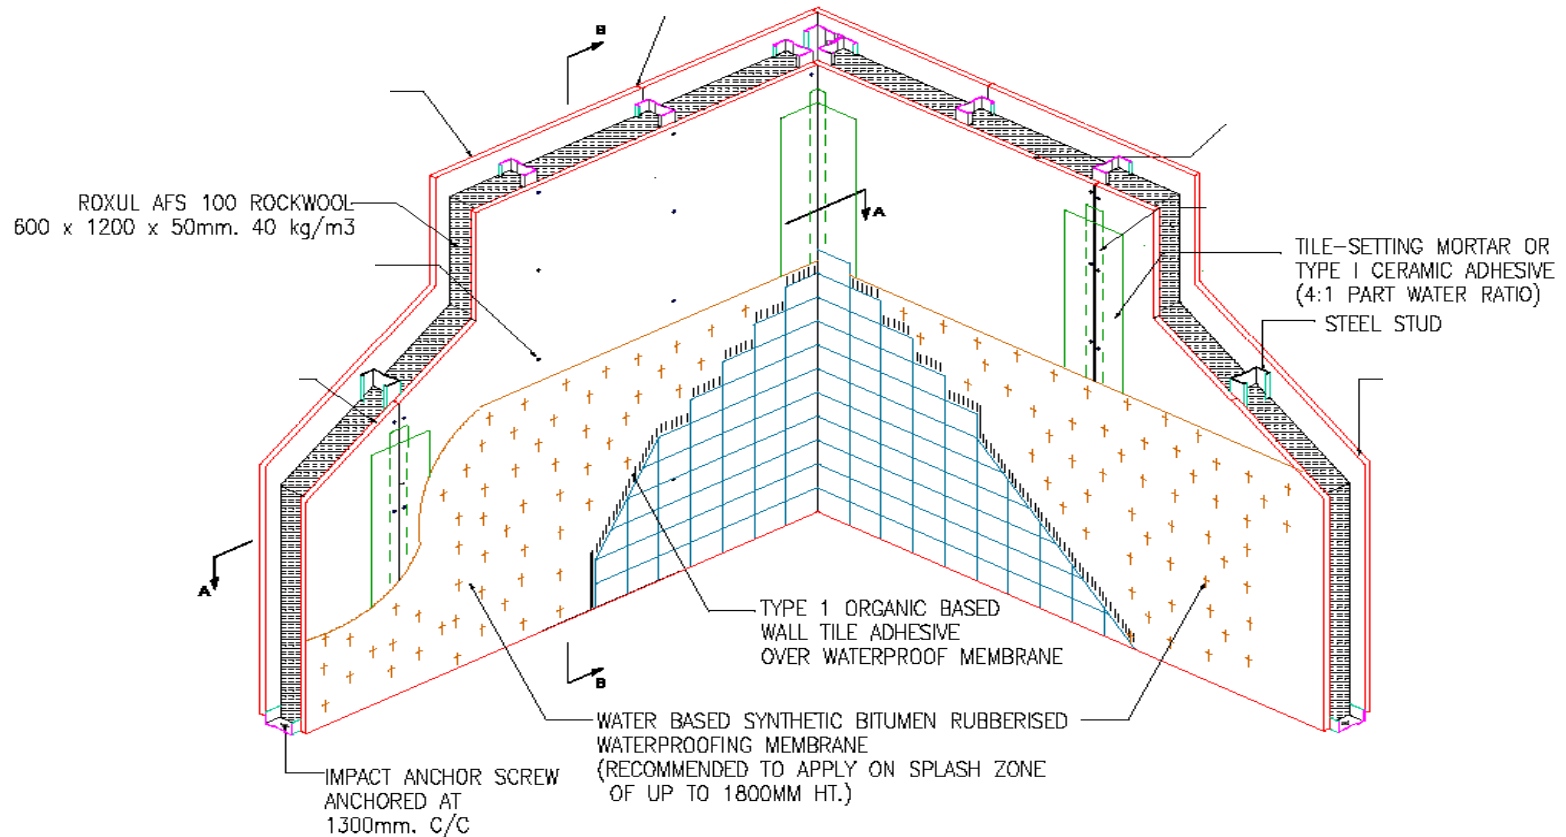 B
ROXUL AFS 100 ROCKWOOL
600 x 1200 x 50mm. 40 kg/m3
A
TILE-SETTING MORTAR OR
TYPE I CERAMIC ADHESIVE
(4:1 PART WATER RATIO)
STEEL STUD
A
TYPE 1 ORGANIC BASED
WALL TILE ADHESIVE
OVER WATERPROOF MEMBRANE
B
WATER BASED SYNTHETIC BITUMEN RUBBERISED
WATERPROOFING MEMBRANE
(RECOMMENDED TO APPLY ON SPLASH ZONE
OF UP TO 1800MM HT.)
IMPACT ANCHOR SCREW
ANCHORED AT
1300mm. C/C